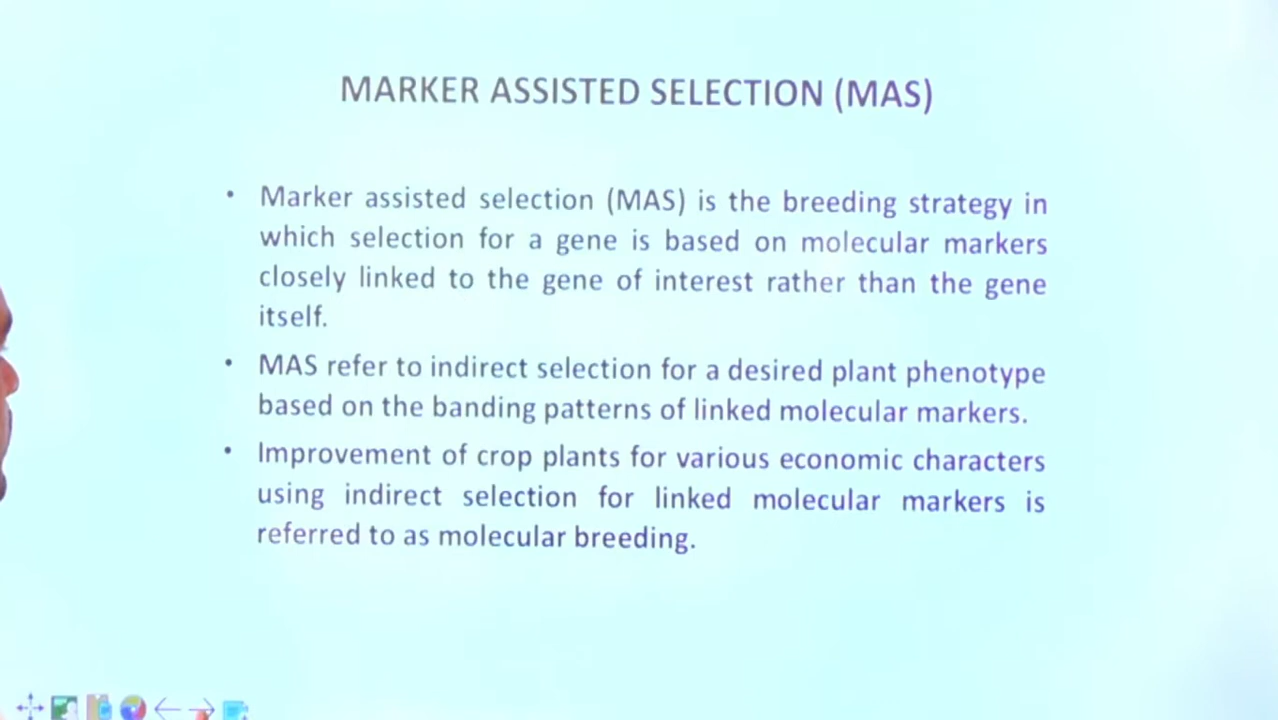 MARKER ASSISTED SELECTION (MAS)
• Marker assisted selection (MAS) is the breeding strategy in
which selection for a gene is based on molecular markers
closely linked to the gene of interest rather than the gene
itself.
• MAS refer to indirect selection for a desired plant phenotype
based on the banding patterns of linked molecular markers.
• Improvement of crop plants for various economic characters
using indirect selection for linked molecular markers is
referred to as molecular breeding.